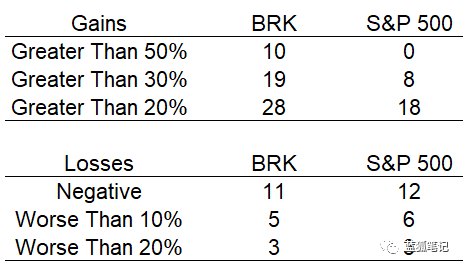 Gains BRK S&P 500
Greater Than 50% 10 0
Greater Than 30% 19 8
Greater Than 20% 28 18
Losses BRK S&P 500
Negative 11 12
Worse Than 10% 5 6
Worse Than 20% 3
蓝狐笔记